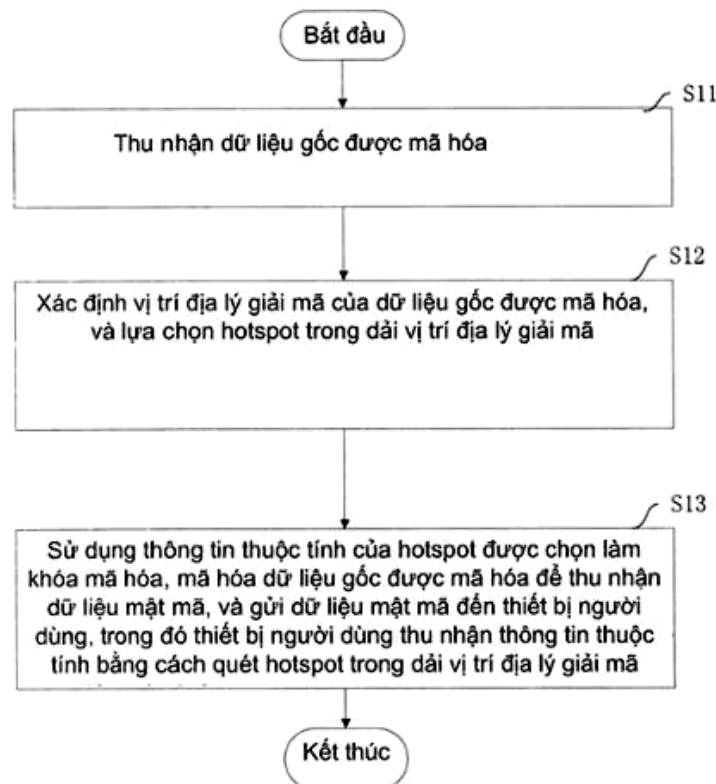 Bắt đầu
S11
Thu nhận dữ liệu gốc được mã hóa
S12
Xác định vị trí địa lý giải mã của dữ liệu gốc được mã hóa,
và lựa chọn hotspot trong dải vị trí địa lý giải mã
S13
Sử dụng thông tin thuộc tính của hotspot được chọn làm
khóa mã hóa, mã hóa dữ liệu gốc được mã hóa để thu nhận
dữ liệu mật mã, và gửi dữ liệu mật mã đến thiết bị người
dùng, trong đó thiết bị người dùng thu nhận thông tin thuộc
tính bằng cách quét hotspot trong dải vị trí địa lý giải mã
Kết thúc